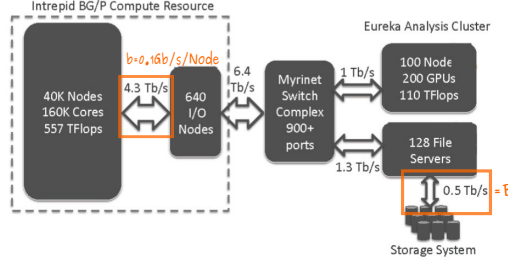 Intrepid BG/P Compute Resource
Eureka Analysis Cluster
b=0.1Gb/s/Node
40K Nodes
160K Cores
557 TFlops
4.3 Tb/s
640
I/O
Nodes
6.4
Tb/s
Myrinet
Switch
Complex
900+
ports
1 Tb/s
100 Node
200 GPUs
110 TFlops
1.3 Tb/s
128 File
Servers
0.5 Tb/s
= B
Storage System